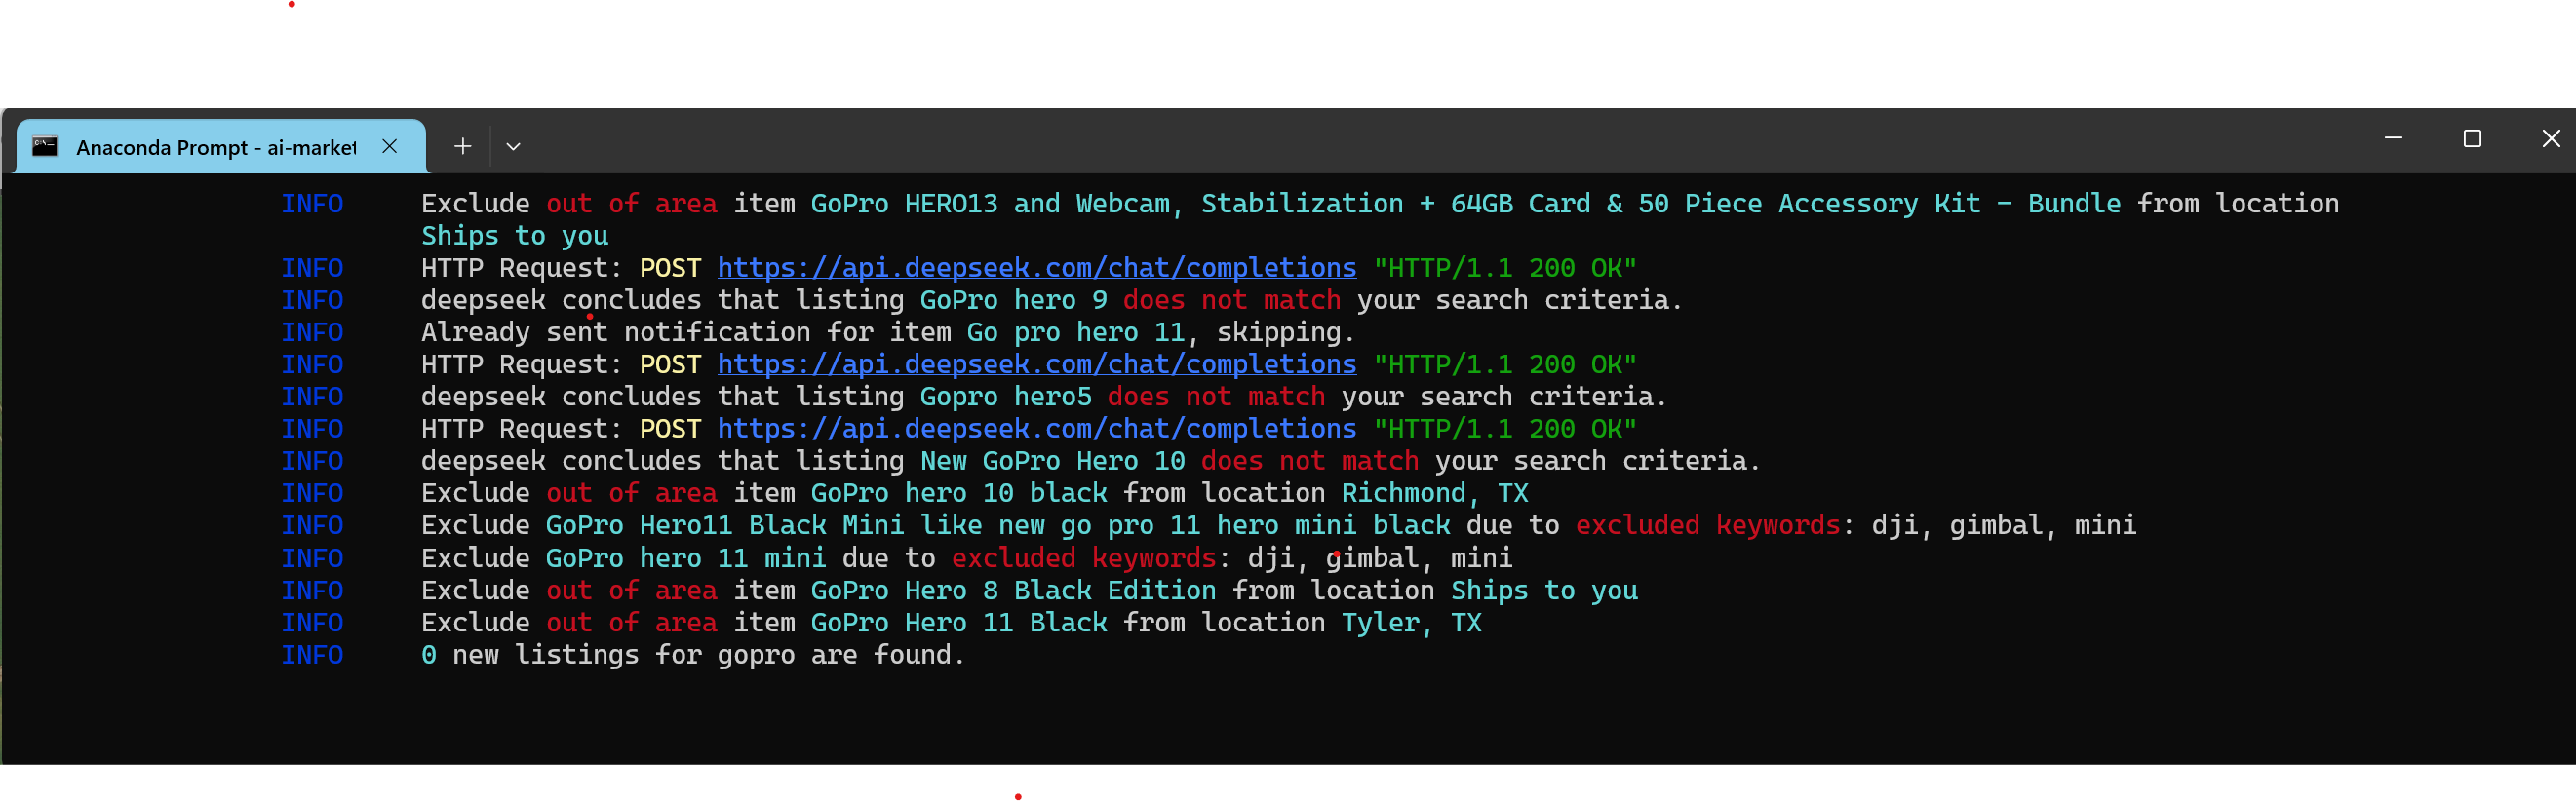 Anaconda Prompt - ai-market
INFO Exclude out of area item GoPro HERO13 and Webcam, Stabilization + 64GB Card & 50 Piece Accessory Kit - Bundle from location
Ships to you
INFO HTTP Request: POST https://api.deepseek.com/chat/completions "HTTP/1.1 200 OK"
INFO deepseek concludes that listing GoPro hero 9 does not match your search criteria.
INFO Already sent notification for item Go pro hero 11, skipping.
INFO HTTP Request: POST https://api.deepseek.com/chat/completions "HTTP/1.1 200 OK"
INFO deepseek concludes that listing Gopro hero5 does not match your search criteria.
INFO HTTP Request: POST https://api.deepseek.com/chat/completions "HTTP/1.1 200 OK"
INFO deepseek concludes that listing New GoPro Hero 10 does not match your search criteria.
INFO Exclude out of area item GoPro hero 10 black from location Richmond, TX
INFO Exclude GoPro Hero11 Black Mini like new go pro 11 hero mini black due to excluded keywords: dji, gimbal, mini
INFO Exclude GoPro hero 11 mini due to excluded keywords: dji, gimbal, mini
INFO Exclude out of area item GoPro Hero 8 Black Edition from location Ships to you
INFO Exclude out of area item GoPro Hero 11 Black from location Tyler, TX
INFO 0 new listings for gopro are found.